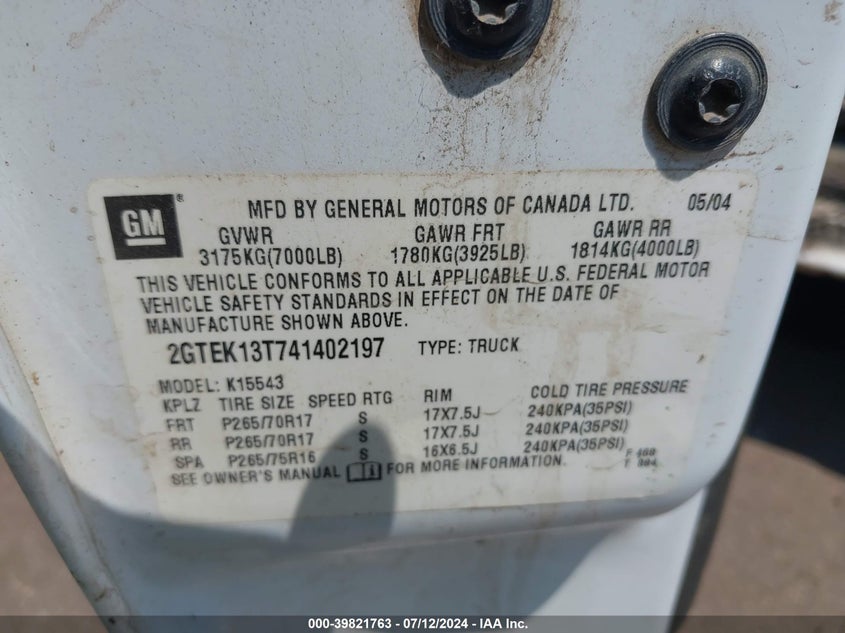 GM®
MFD BY GENERAL MOTORS OF CANADA LTD. 05/04
GVWR GAWR FRT GAWR RR
3175KG(7000LB) 1780KG(3925LB) 1814KG(4000LB)
THIS VEHICLE CONFORMS TO ALL APPLICABLE U.S. FEDERAL MOTOR
VEHICLE SAFETY STANDARDS IN EFFECT ON THE DATE OF
MANUFACTURE SHOWN ABOVE.
2GTEK13T741402197 TYPE: TRUCK
MODEL: K15543
KPLZ TIRE SIZE SPEED RTG RIM COLD TIRE PRESSURE
FRT P265/70R17 S 17X7.5J 240KPA(35PSI)
RR P265/70R17 S 17X7.5J 240KPA(35PSI)
SPA P265/75R16 S 16X6.5J 240KPA(35PSI)
SEE OWNER'S MANUAL FOR MORE INFORMATION.
000-39821763 / 07/12/2024 - IAA Inc.